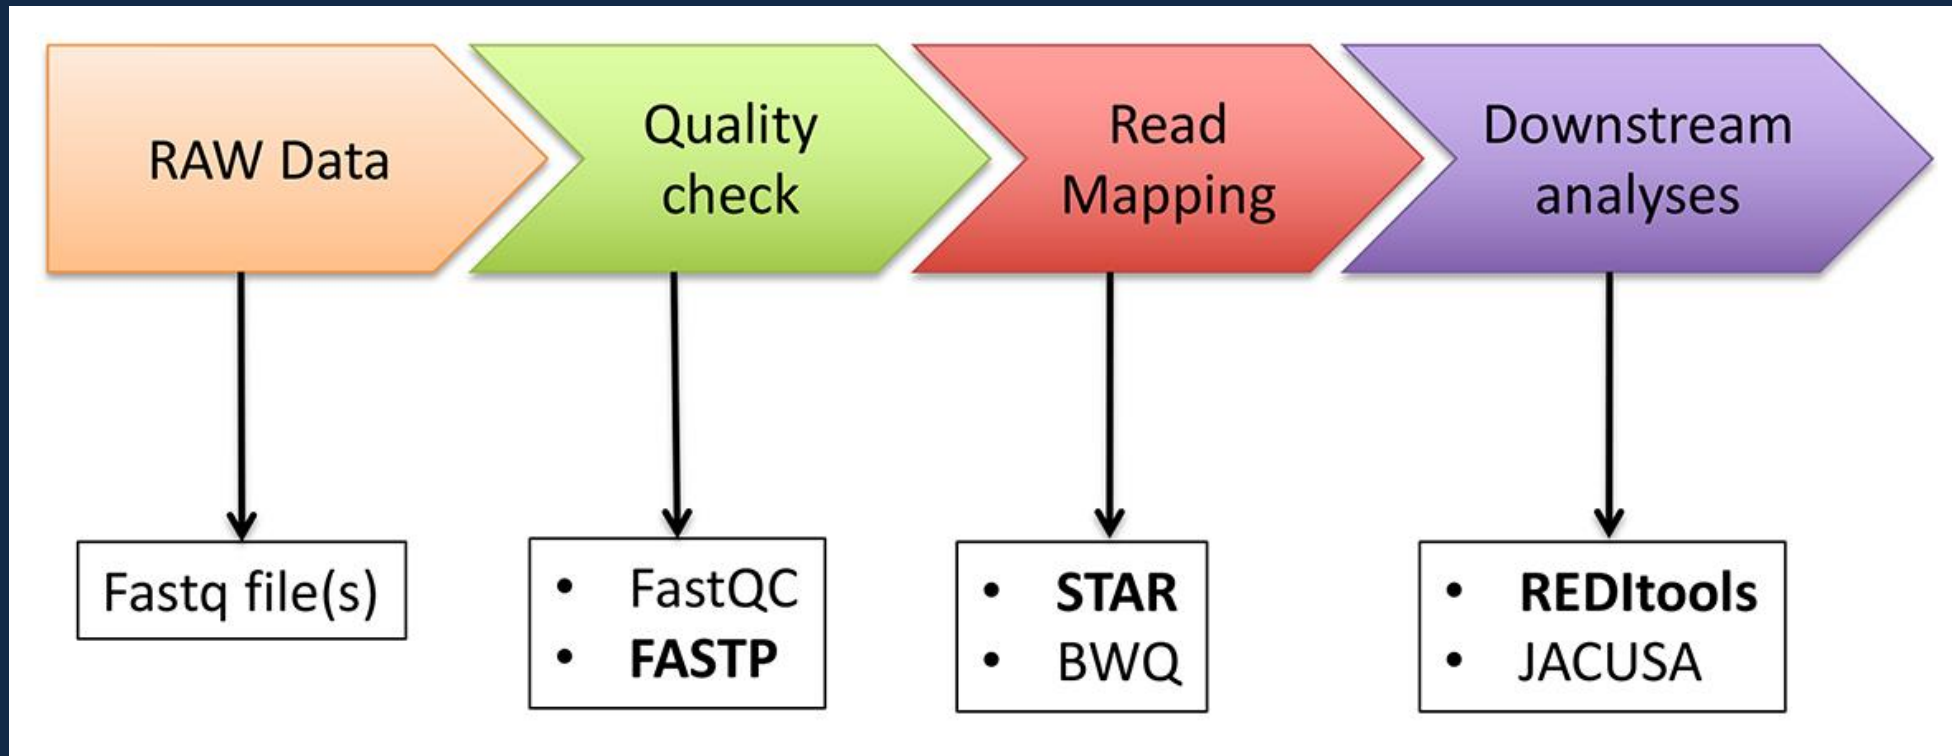 RAW Data
Quality
check
Read
Mapping
Downstream
analyses
Fastq file(s)
• FastQC
• FASTP
• STAR
• BWQ
• REDItools
• JACUSA